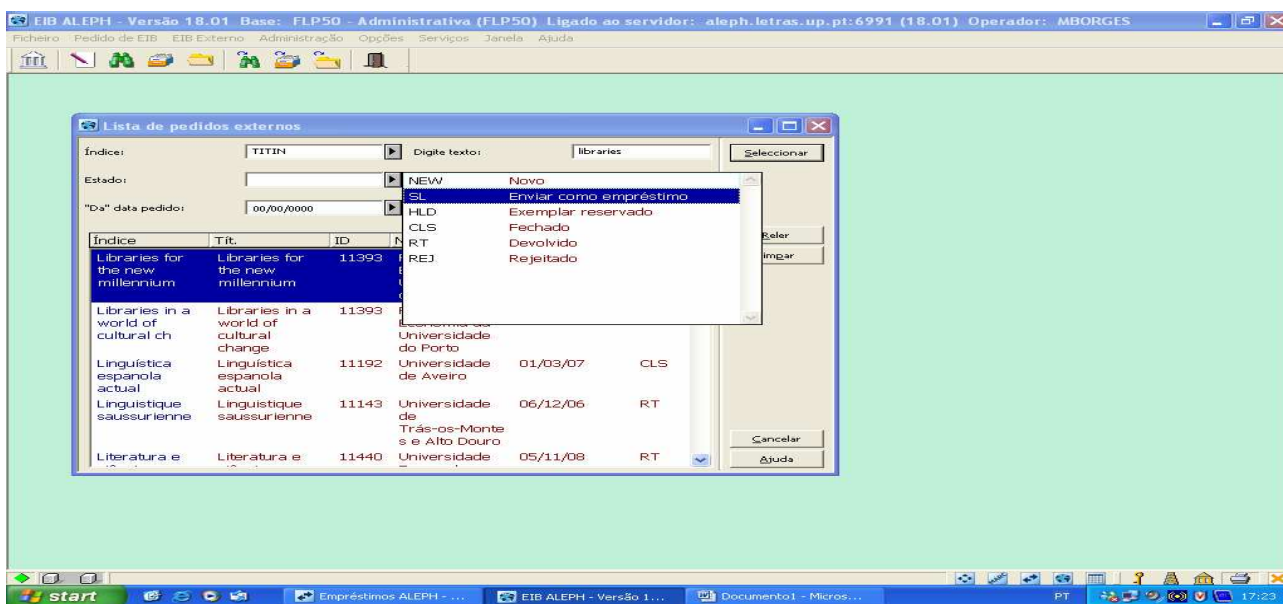 EIB ALEPH - Versão 18.01 Base: FLP50 - Administrativa (FLP50) Ligado ao servidor: aleph.letras.up.pt:6991 (18.01) Operador: MBORGES
Ficheiro Pedido de EIB EIB Externo Administração Opções Serviços Janela Ajuda
Lista de pedidos externos
Índice: TITIN Digite texto: libraries Seleccionar
Estado: NEW Novo
SL Enviar como empréstimo
"Da" data pedido: 00/00/0000 HLD Exemplar reservado
CLS Fechado
Índice Tít. ID RT Devolvido Reler
Libraries for Libraries for 11393 REJ Rejeitado
the new the new
millennium millennium
Libraries in a Libraries in a 11393
world of world of
cultural ch cultural Universidade
change do Porto
Linguística Linguística 11192 Universidade 01/03/07 CLS
espanola espanola de Aveiro
actual actual
Linguistique Linguistique 11143 Universidade 06/12/06 RT
saussurienne saussurienne de
Trás-os-Monte
s e Alto Douro Cancelar
Literatura e Literatura e 11440 Universidade 05/11/08 RT Ajuda
start Empréstimos ALEPH - ... EIB ALEPH - Versão 1... Documento1 - Micros... PT 17:23